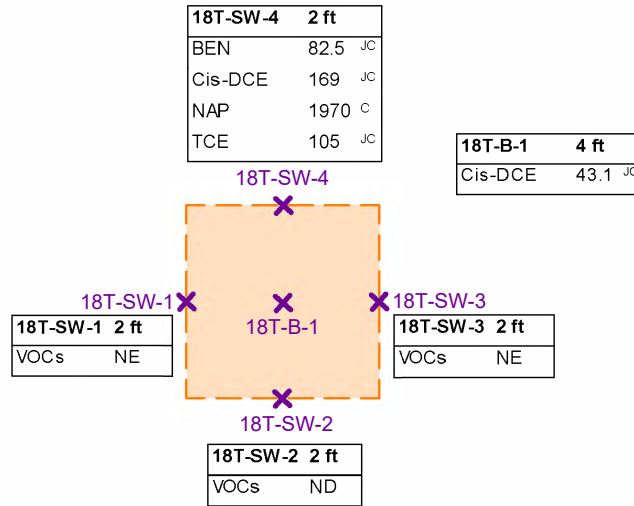 18T-SW-4 2 ft
BEN 82.5 JC
Cis-DCE 169 JC
NAP 1970 C
TCE 105 JC
18T-B-1 4 ft
Cis-DCE 43.1 JC
18T-SW-4
18T-SW-1
18T-SW-3
18T-B-1
18T-SW-1 2 ft
VOCs NE
18T-SW-3 2 ft
VOCs NE
18T-SW-2
18T-SW-2 2 ft
VOCs ND